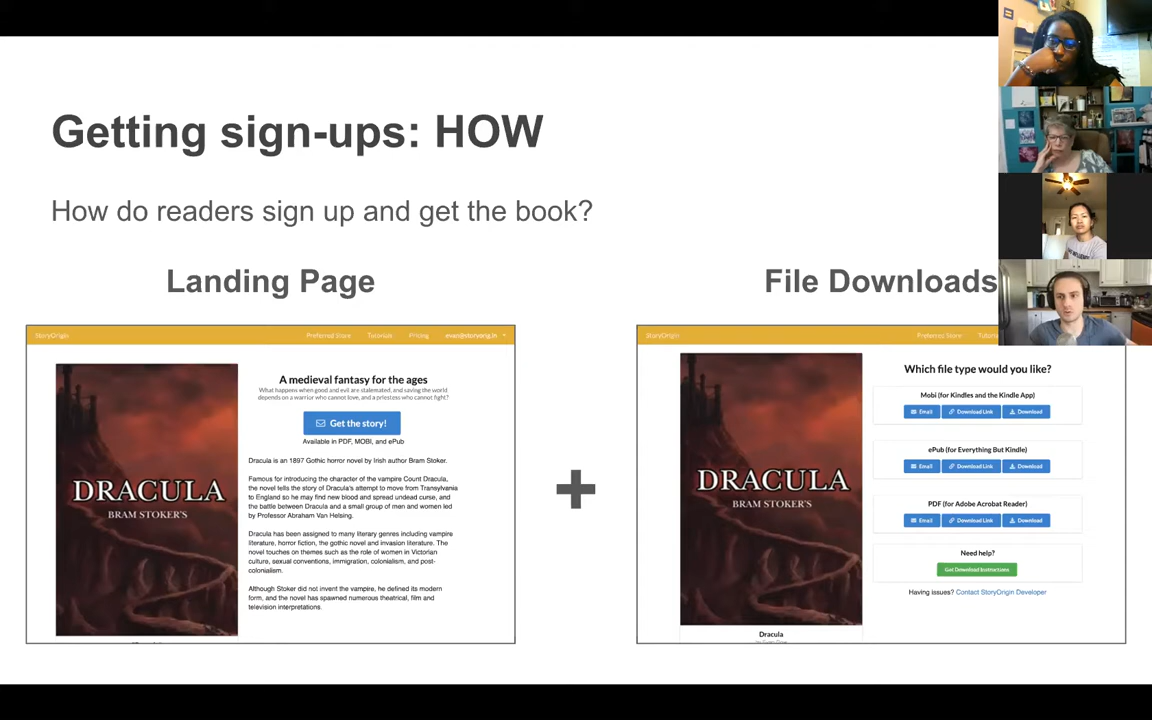 Getting sign-ups: HOW
How do readers sign up and get the book?
Landing Page
StoryOrigin Preferred Store Tutorials Pricing evan@storyorig.in
DRACULA
BRAM STOKER'S
A medieval fantasy for the ages
What happens when good and evil are stalemated, and saving the world
depends on a warrior who cannot love, and a priestess who cannot fight?
Get the story!
Available in PDF, MOBI, and ePub
Dracula is an 1897 Gothic horror novel by Irish author Bram Stoker.
Famous for introducing the character of the vampire Count Dracula,
the novel tells the story of Dracula's attempt to move from Transylvania
to England so he may find new blood and spread undead curse, and
the battle between Dracula and a small group of men and women led
by Professor Abraham Van Helsing.
Dracula has been assigned to many literary genres including vampire
literature, horror fiction, the gothic novel and invasion literature. The
novel touches on themes such as the role of women in Victorian
culture, sexual conventions, immigration, colonialism, and post-
colonialism.
Although Stoker did not invent the vampire, he defined its modern
form, and the novel has spawned numerous theatrical, film and
television interpretations.
+
File Downloads
StoryOrigin Preferred Store
DRACULA
BRAM STOKER'S
Dracula
Which file type would you like?
Mobi (for Kindles and the Kindle App)
Email Download Link Download
ePub (for Everything But Kindle)
Email Download Link Download
PDF (for Adobe Acrobat Reader)
Email Download Link Download
Need help?
Get Download Instructions
Having issues? Contact StoryOrigin Developer